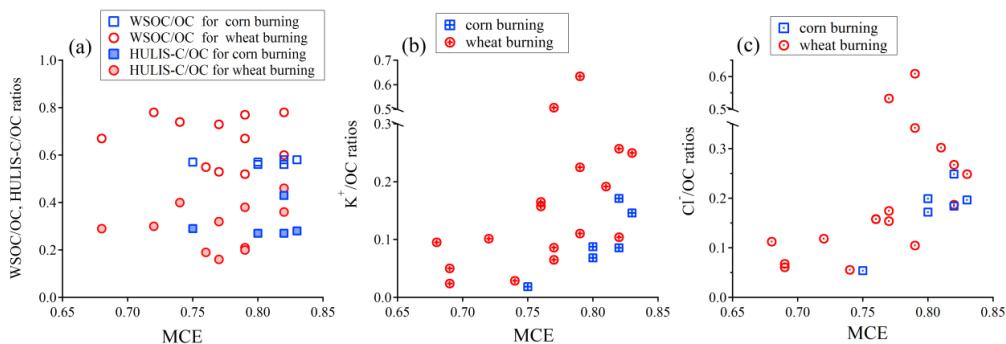 (a)
WSOC/OC for corn burning
WSOC/OC for wheat burning
HULIS-C/OC for corn burning
HULIS-C/OC for wheat burning
WSOC/OC, HULIS-C/OC ratios
1.0
0.8
0.6
0.4
0.2
0.0
0.65 0.70 0.75 0.80 0.85
MCE
(b)
corn burning
wheat burning
K+/OC ratios
0.7
0.6
0.5
0.3
0.2
0.1
0.0
0.65 0.70 0.75 0.80 0.85
MCE
(c)
corn burning
wheat burning
Cl-/OC ratios
0.6
0.5
0.3
0.2
0.1
0.0
0.65 0.70 0.75 0.80 0.85
MCE